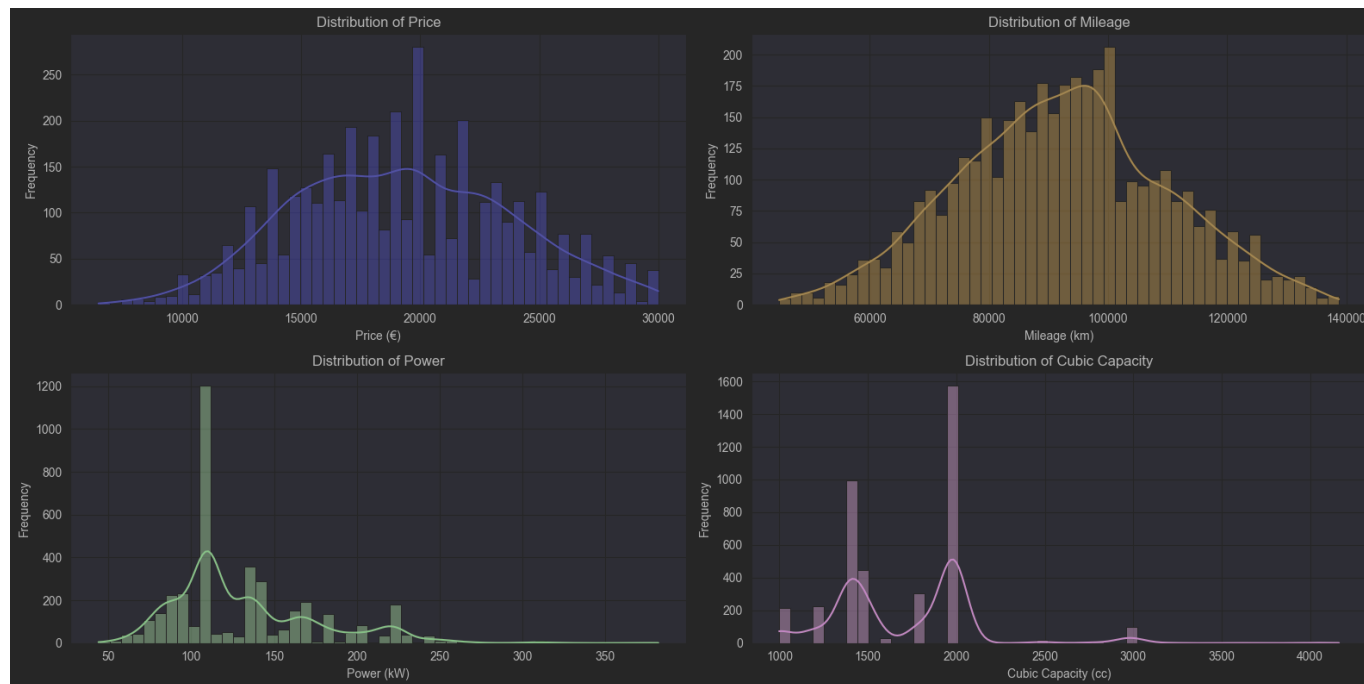 Distribution of Price
Frequency
250
200
150
100
50
0
10000 15000 20000 25000 30000
Price (€)
Distribution of Mileage
Frequency
200
175
150
125
100
75
50
25
0
60000 80000 100000 120000 140000
Mileage (km)
Distribution of Power
Frequency
1200
1000
800
600
400
200
0
50 100 150 200 250 300 350
Power (kW)
Distribution of Cubic Capacity
Frequency
1600
1400
1200
1000
800
600
400
200
0
1000 1500 2000 2500 3000 3500 4000
Cubic Capacity (cc)